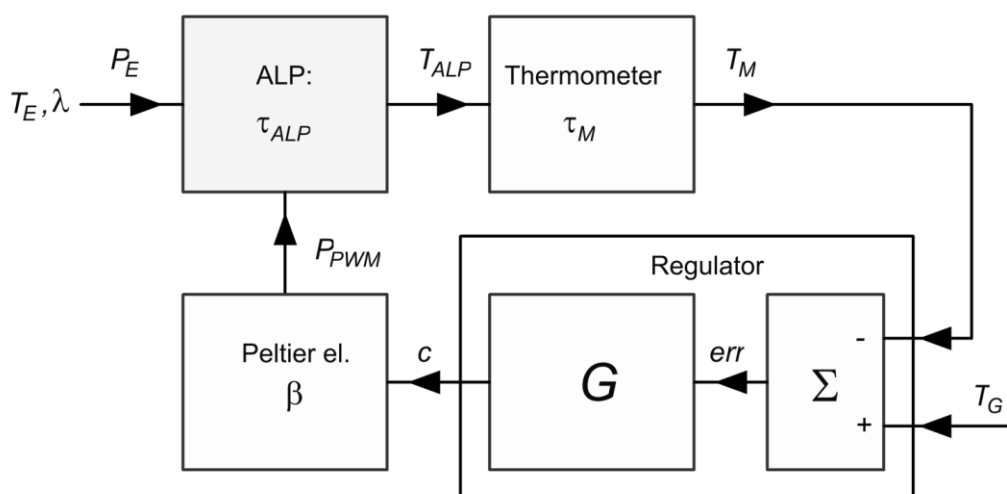 T_E, λ
P_E
ALP:
τ_ALP
T_ALP
Thermometer
τ_M
T_M
P_PWM
Regulator
Peltier el.
β
c
G
err
Σ
-
+
T_G